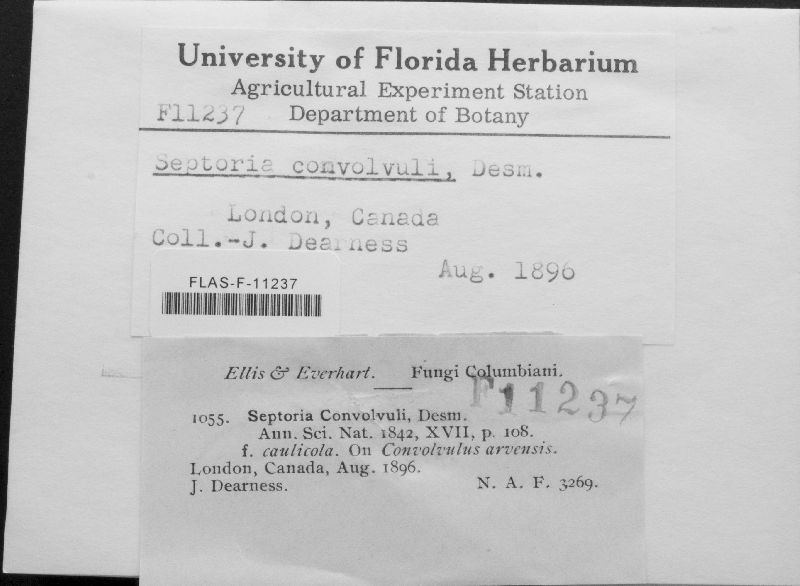 University of Florida Herbarium
Agricultural Experiment Station
F11237 Department of Botany
Septoria convolvuli, Desm.
London, Canada
Coll.-J. Dearness
Aug. 1896
FLAS-F-11237
Ellis & Everhart. Fungi Columbiani.
F11237
1055. Septoria Convolvuli, Desm.
Ann. Sci. Nat. 1842, XVII, p. 108.
f. caulicola. On Convolvulus arvensis.
London, Canada, Aug. 1896.
J. Dearness. N. A. F. 3269.